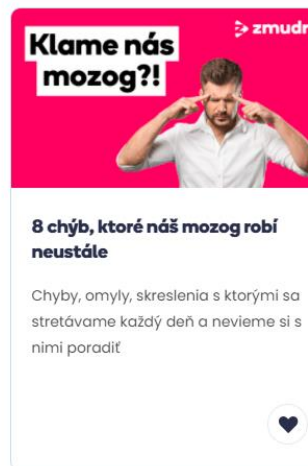 Klame nás
mozog?!
zmudr
8 chýb, ktoré náš mozog robí
neustále
Chyby, omyly, skreslenia s ktorými sa
stretávame každý deň a nevieme si s
nimi poradiť